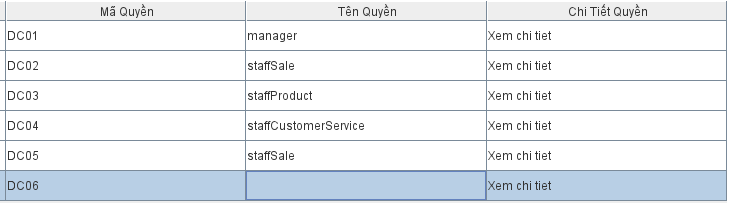 Mã Quyền Tên Quyền Chi Tiết Quyền
DC01 manager Xem chi tiet
DC02 staffSale Xem chi tiet
DC03 staffProduct Xem chi tiet
DC04 staffCustomerService Xem chi tiet
DC05 staffSale Xem chi tiet
DC06 Xem chi tiet